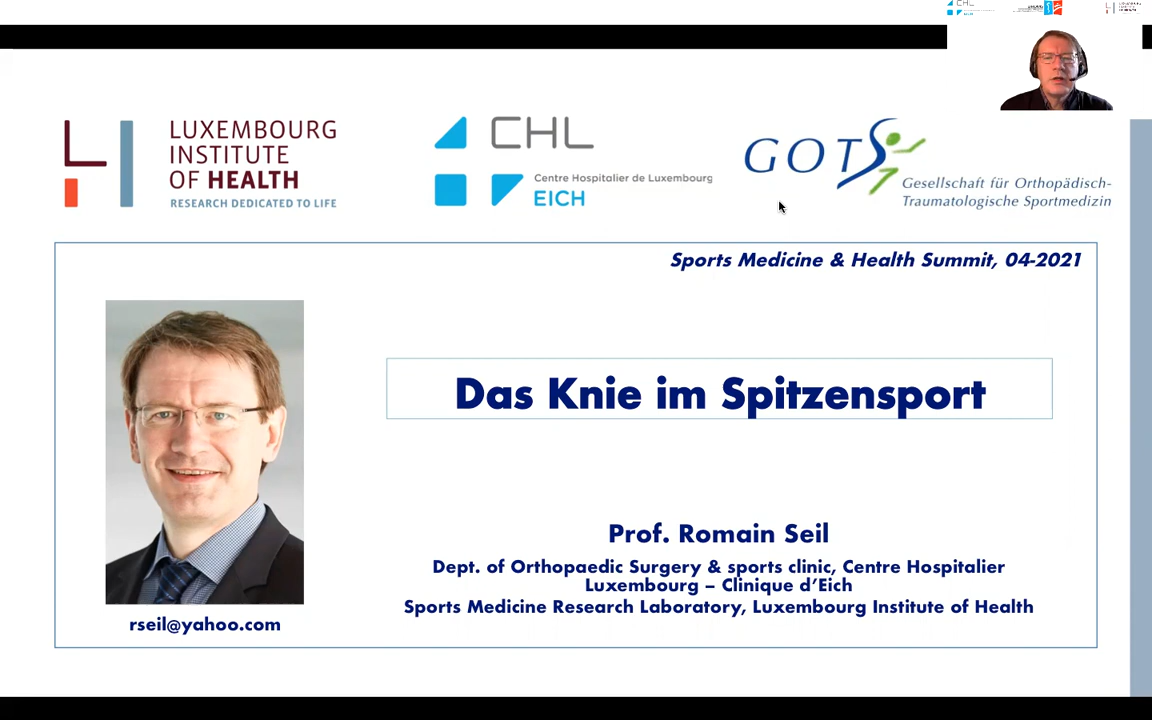 CHL
LUXEMBOURG
INSTITUTE
OF HEALTH
RESEARCH DEDICATED TO LIFE
CHL
Centre Hospitalier de Luxembourg
EICH
GOTS
Gesellschaft für Orthopädisch-
Traumatologische Sportmedizin
Sports Medicine & Health Summit, 04-2021
Das Knie im Spitzensport
Prof. Romain Seil
Dept. of Orthopaedic Surgery & sports clinic, Centre Hospitalier
Luxembourg – Clinique d’Eich
Sports Medicine Research Laboratory, Luxembourg Institute of Health
rseil@yahoo.com